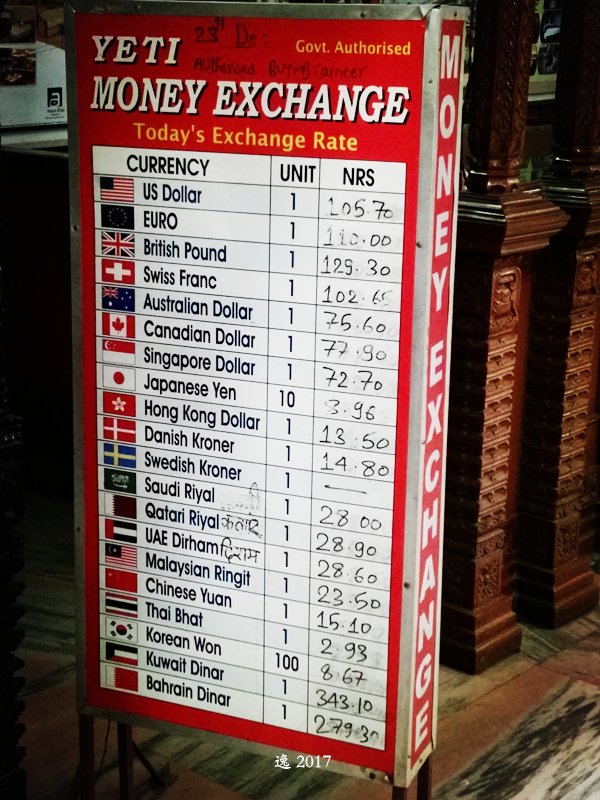 YETI
23 Dec
Govt. Authorised
Authorised Buying Counter
MONEY EXCHANGE
Today's Exchange Rate
CURRENCY UNIT NRS
US Dollar 1 105.70
EURO 1 110.00
British Pound 1 129.30
Swiss Franc 1 102.65
Australian Dollar 1 75.60
Canadian Dollar 1 77.90
Singapore Dollar 1 72.70
Japanese Yen 10 8.96
Hong Kong Dollar 1 13.50
Danish Kroner 1 14.80
Swedish Kroner 1 —
Saudi Riyal 1 28.00
Qatari Riyal कतार 1 28.90
UAE Dirham दिराम 1 28.60
Malaysian Ringit 1 23.50
Chinese Yuan 1 15.10
Thai Bhat 1 2.93
Korean Won 100 8.67
Kuwait Dinar 1 343.10
Bahrain Dinar 1 279.30
MONEY EXCHANGE
逸 2017